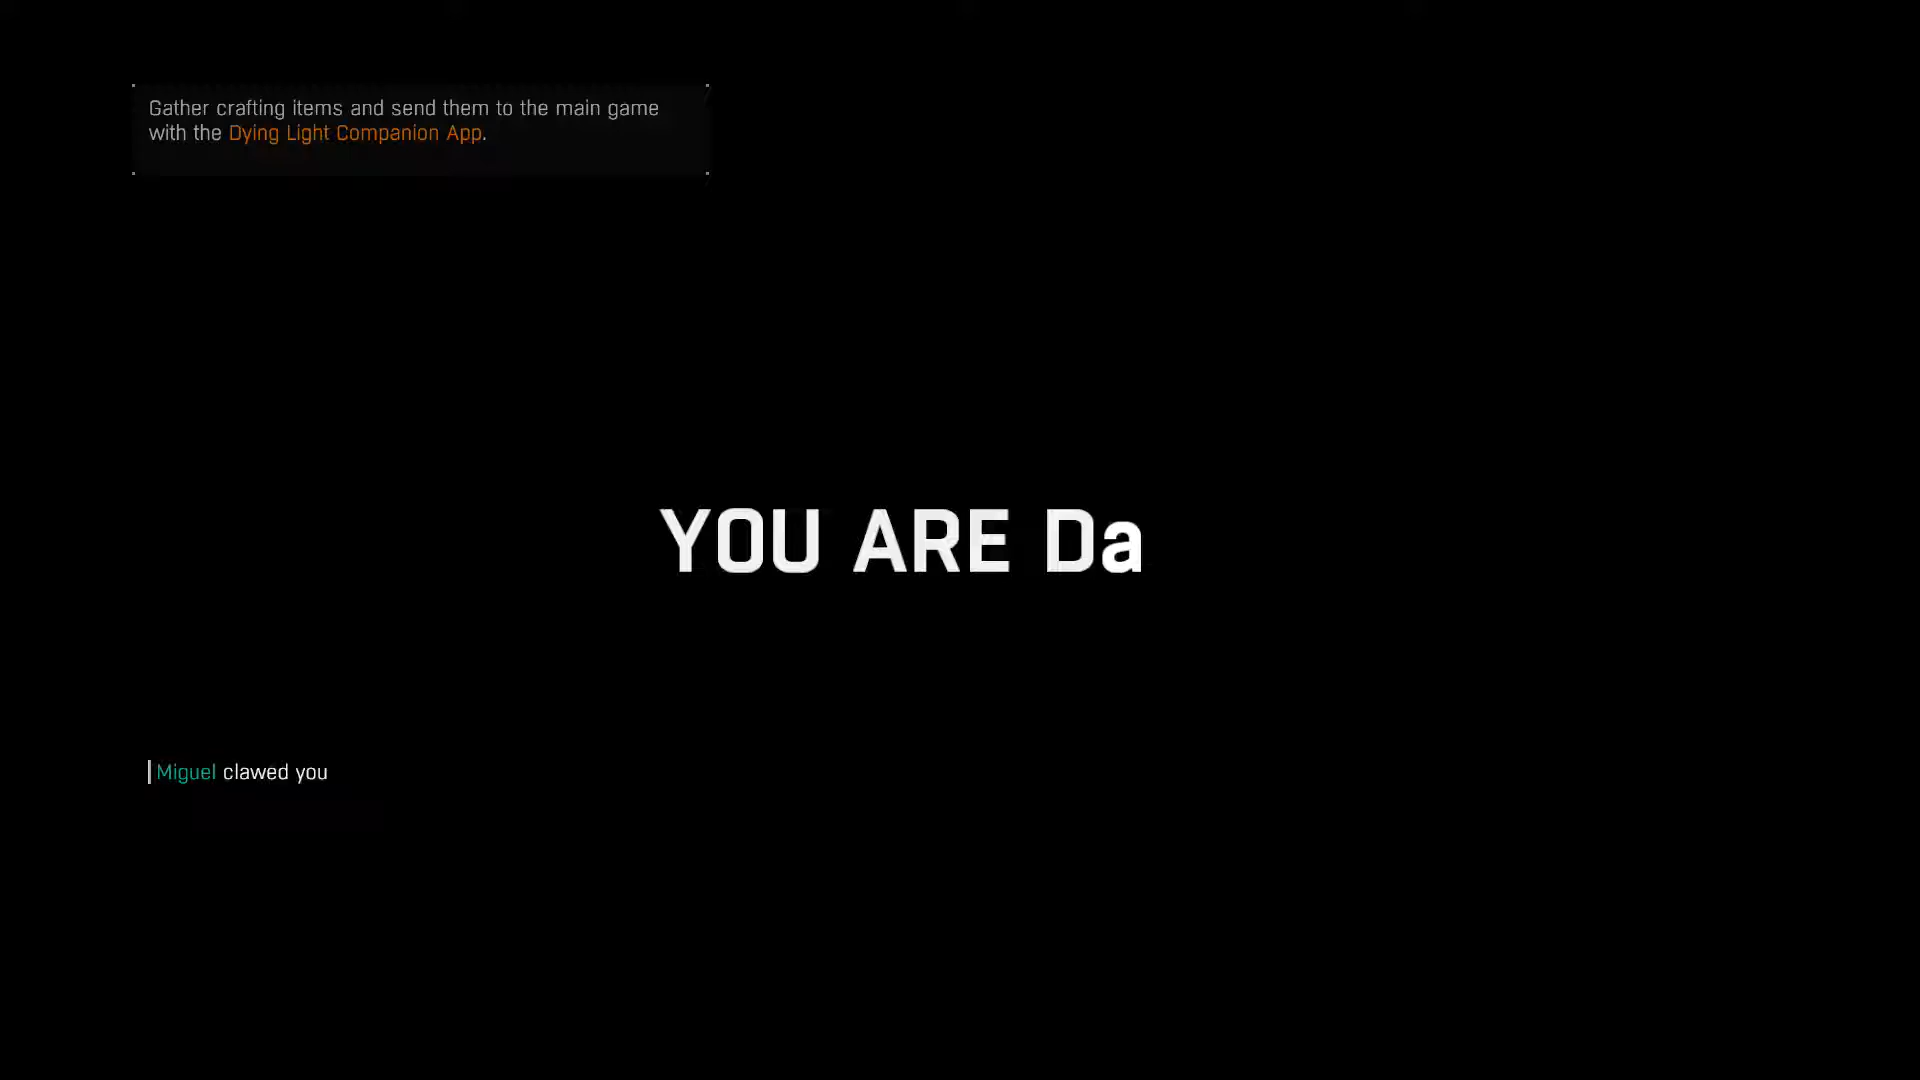 Gather crafting items and send them to the main game
with the Dying Light Companion App.
YOU ARE Da
Miguel clawed you